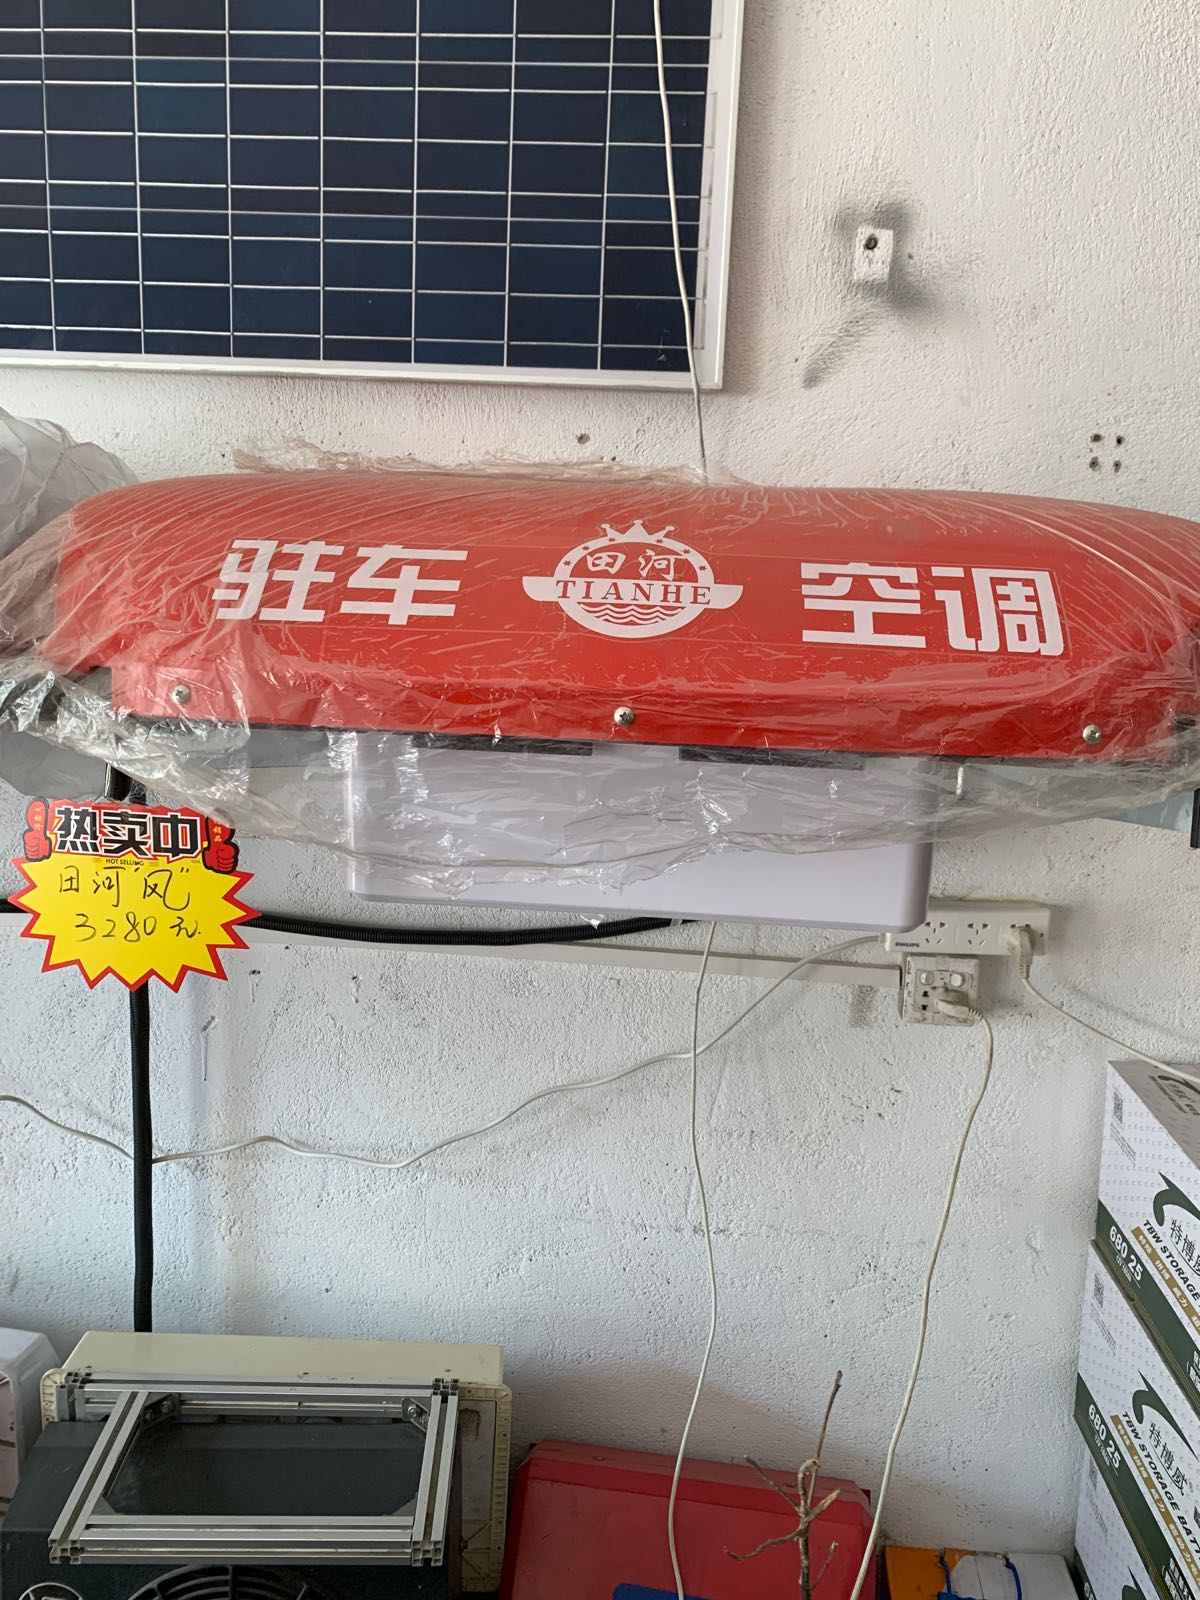 驻车 田河 空调
TIANHE
热卖中
HOT SELLING
田河"风"
3280元
PHILIPS
特博威
TBW STORAGE
680 25
特博威
TBW STORAGE BATT
680 25